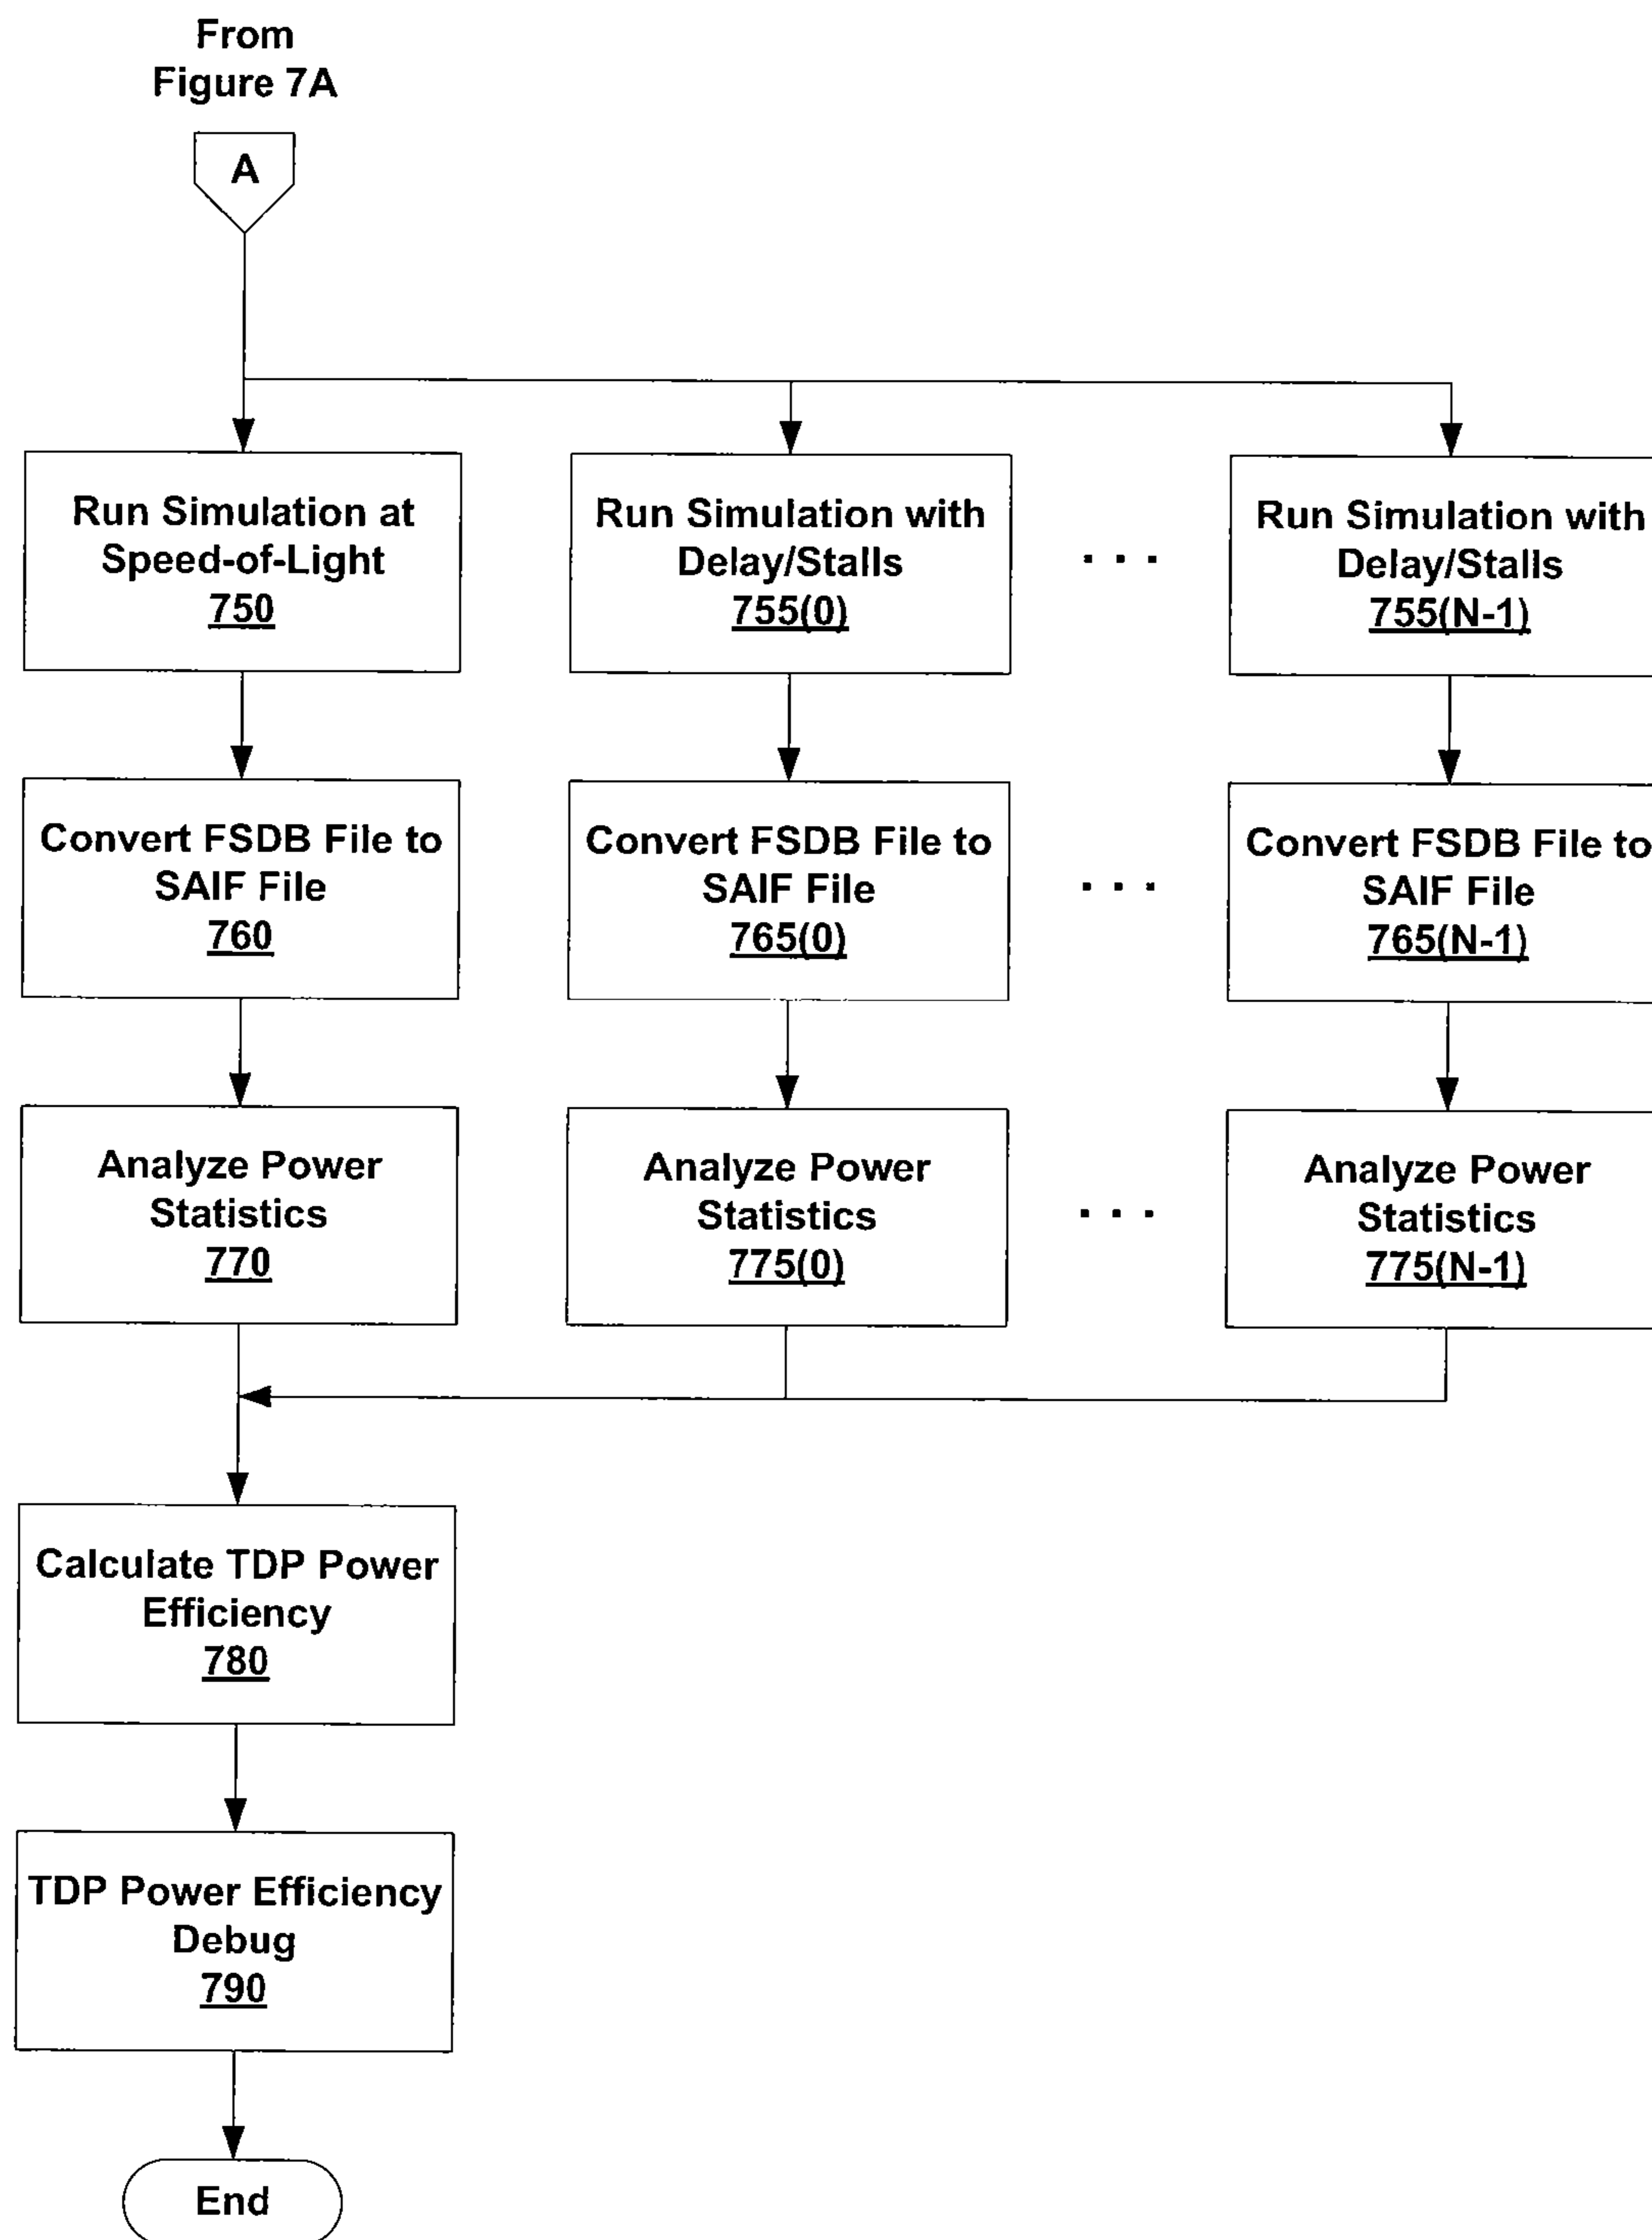 From
Figure 7A
A
Run Simulation at
Speed-of-Light
750
Run Simulation with
Delay/Stalls
755(0)
. . .
Run Simulation with
Delay/Stalls
755(N-1)
Convert FSDB File to
SAIF File
760
Convert FSDB File to
SAIF File
765(0)
. . .
Convert FSDB File to
SAIF File
765(N-1)
Analyze Power
Statistics
770
Analyze Power
Statistics
775(0)
. . .
Analyze Power
Statistics
775(N-1)
Calculate TDP Power
Efficiency
780
TDP Power Efficiency
Debug
790
End